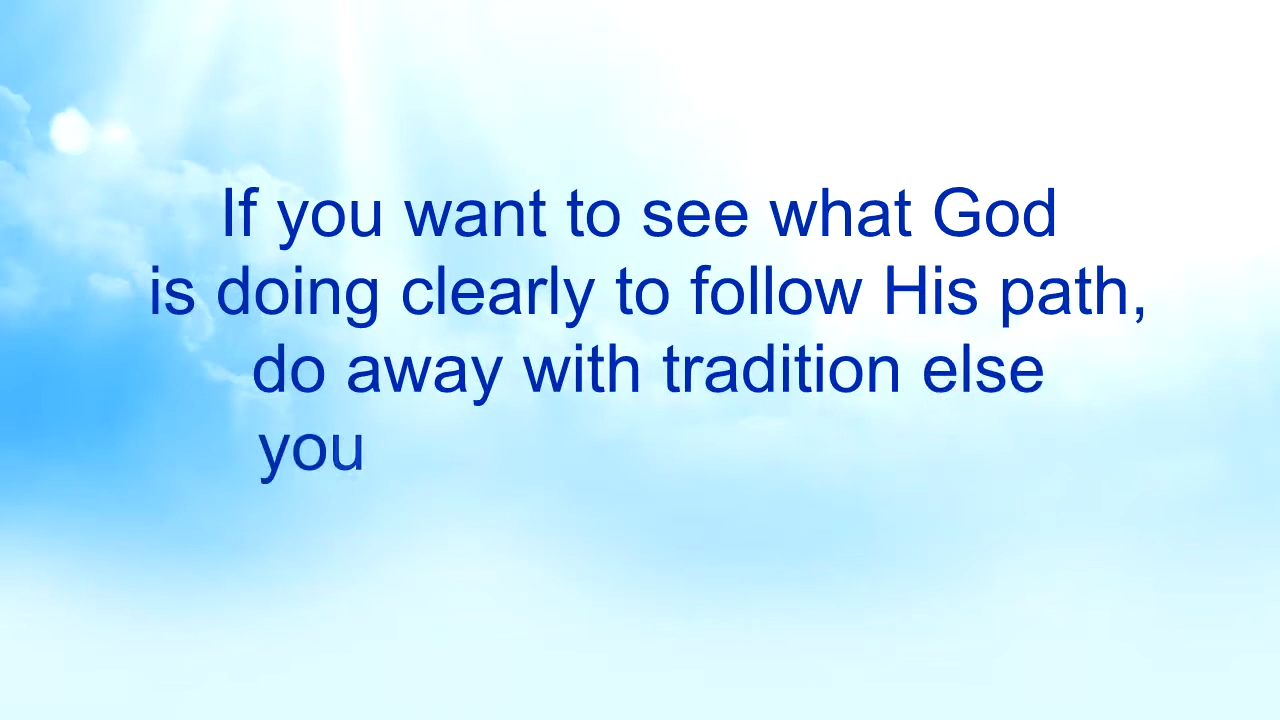 If you want to see what God
is doing clearly to follow His path,
do away with tradition else
you